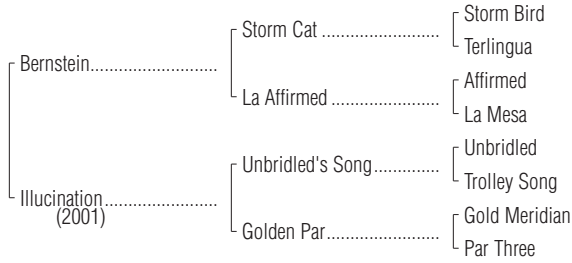 Storm Bird
Storm Cat ..........................
Terlingua
Bernstein............................
Affirmed
La Affirmed ........................
La Mesa
Unbridled
Unbridled's Song...............
Trolley Song
Illucination.........................
(2001)
Gold Meridian
Golden Par.........................
Par Three